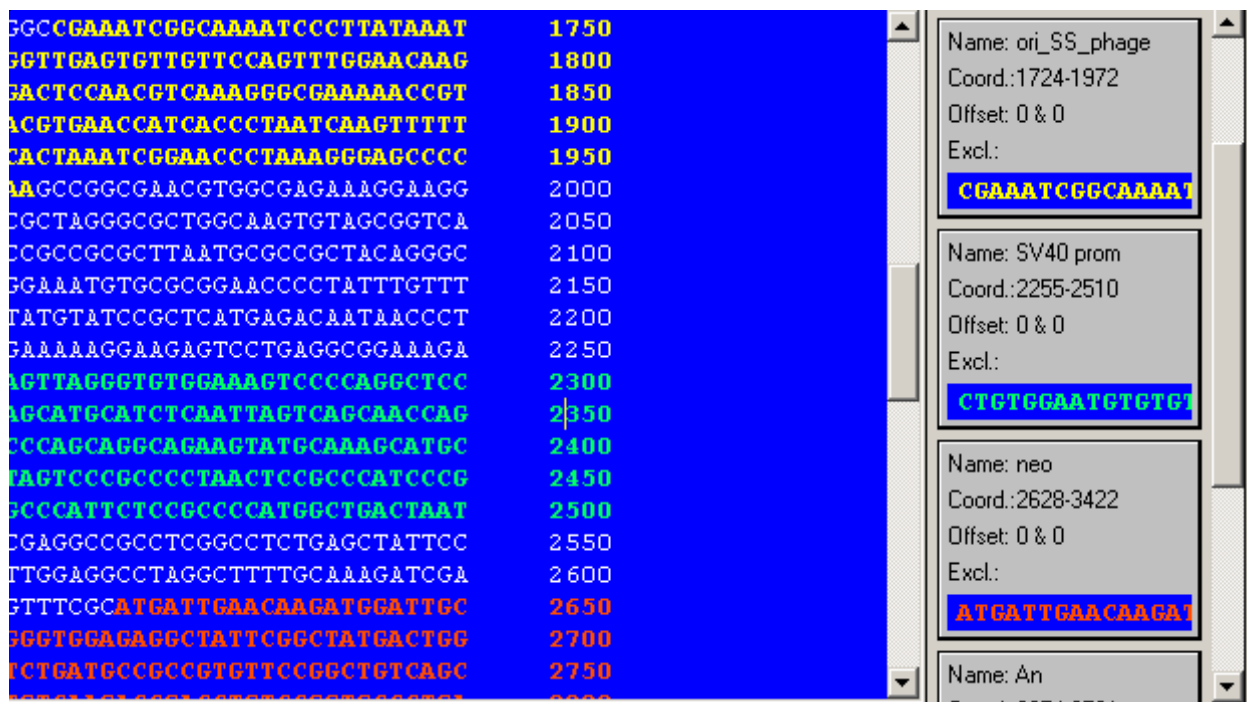 GGCCGAAATCGGCAAAATCCCTTATAAAT 1750
GGTTGAGTGTTGTTCCAGTTTGGAACAAG 1800
GACTCCAACGTCAAAGGGCGAAAAACCGT 1850
ACGTGAACCATCACCCTAATCAAGTTTTT 1900
CACTAAATCGGAACCCTAAAGGGAGCCCC 1950
AAGCCGGCGAACGTGGCGAGAAAGGAAGG 2000
CGCTAGGGCGCTGGCAAGTGTAGCGGTCA 2050
CCGCCGCGCTTAATGCGCCGCTACAGGGC 2100
GGAAATGTGCGCGGAACCCCTATTTGTTT 2150
TATGTATCCGCTCATGAGACAATAACCCT 2200
GAAAAAGGAAGAGTCCTGAGGCGGAAAGA 2250
AGTTAGGGTGTGGAAAGTCCCCAGGCTCC 2300
AGCATGCATCTCAATTAGTCAGCAACCAG 2350
CCCAGCAGGCAGAAGTATGCAAAGCATGC 2400
TAGTCCCGCCCCTAACTCCGCCCATCCCG 2450
GCCCATTCTCCGCCCCATGGCTGACTAAT 2500
CGAGGCCGCCTCGGCCTCTGAGCTATTCC 2550
TTGGAGGCCTAGGCTTTTGCAAAGATCGA 2600
GTTTCGCATGATTGAACAAGATGGATTGC 2650
GGGTGGAGAGGCTATTCGGCTATGACTGG 2700
TCTGATGCCGCCGTGTTCCGGCTGTCAGC 2750
Name: ori_SS_phage
Coord.:1724-1972
Offset: 0 & 0
Excl.:
CGAAATCGGCAAAAT
Name: SV40 prom
Coord.:2255-2510
Offset: 0 & 0
Excl.:
CTGTGGAATGTGTGT
Name: neo
Coord.:2628-3422
Offset: 0 & 0
Excl.:
ATGATTGAACAAGAT
Name: An